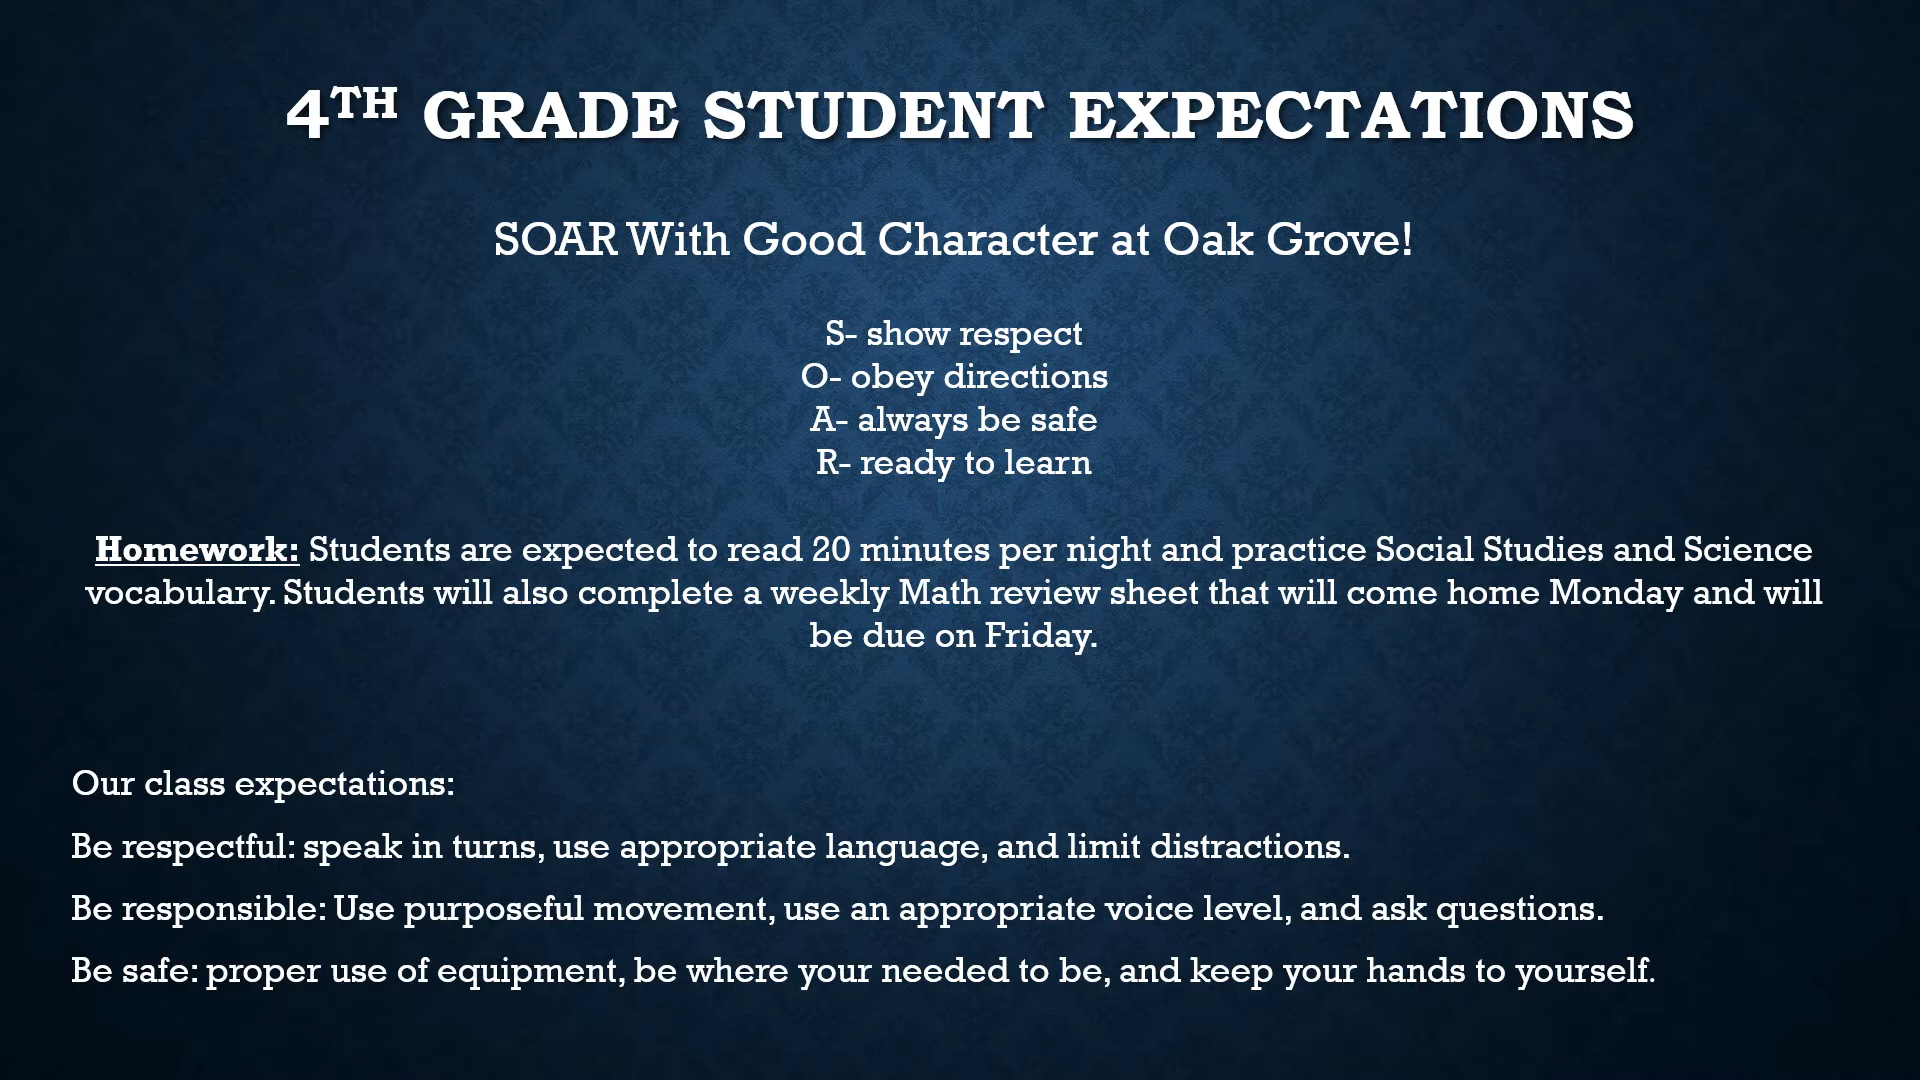 4TH GRADE STUDENT EXPECTATIONS
SOAR With Good Character at Oak Grove!
S- show respect
O- obey directions
A- always be safe
R- ready to learn
Homework: Students are expected to read 20 minutes per night and practice Social Studies and Science
vocabulary. Students will also complete a weekly Math review sheet that will come home Monday and will
be due on Friday.
Our class expectations:
Be respectful: speak in turns, use appropriate language, and limit distractions.
Be responsible: Use purposeful movement, use an appropriate voice level, and ask questions.
Be safe: proper use of equipment, be where your needed to be, and keep your hands to yourself.